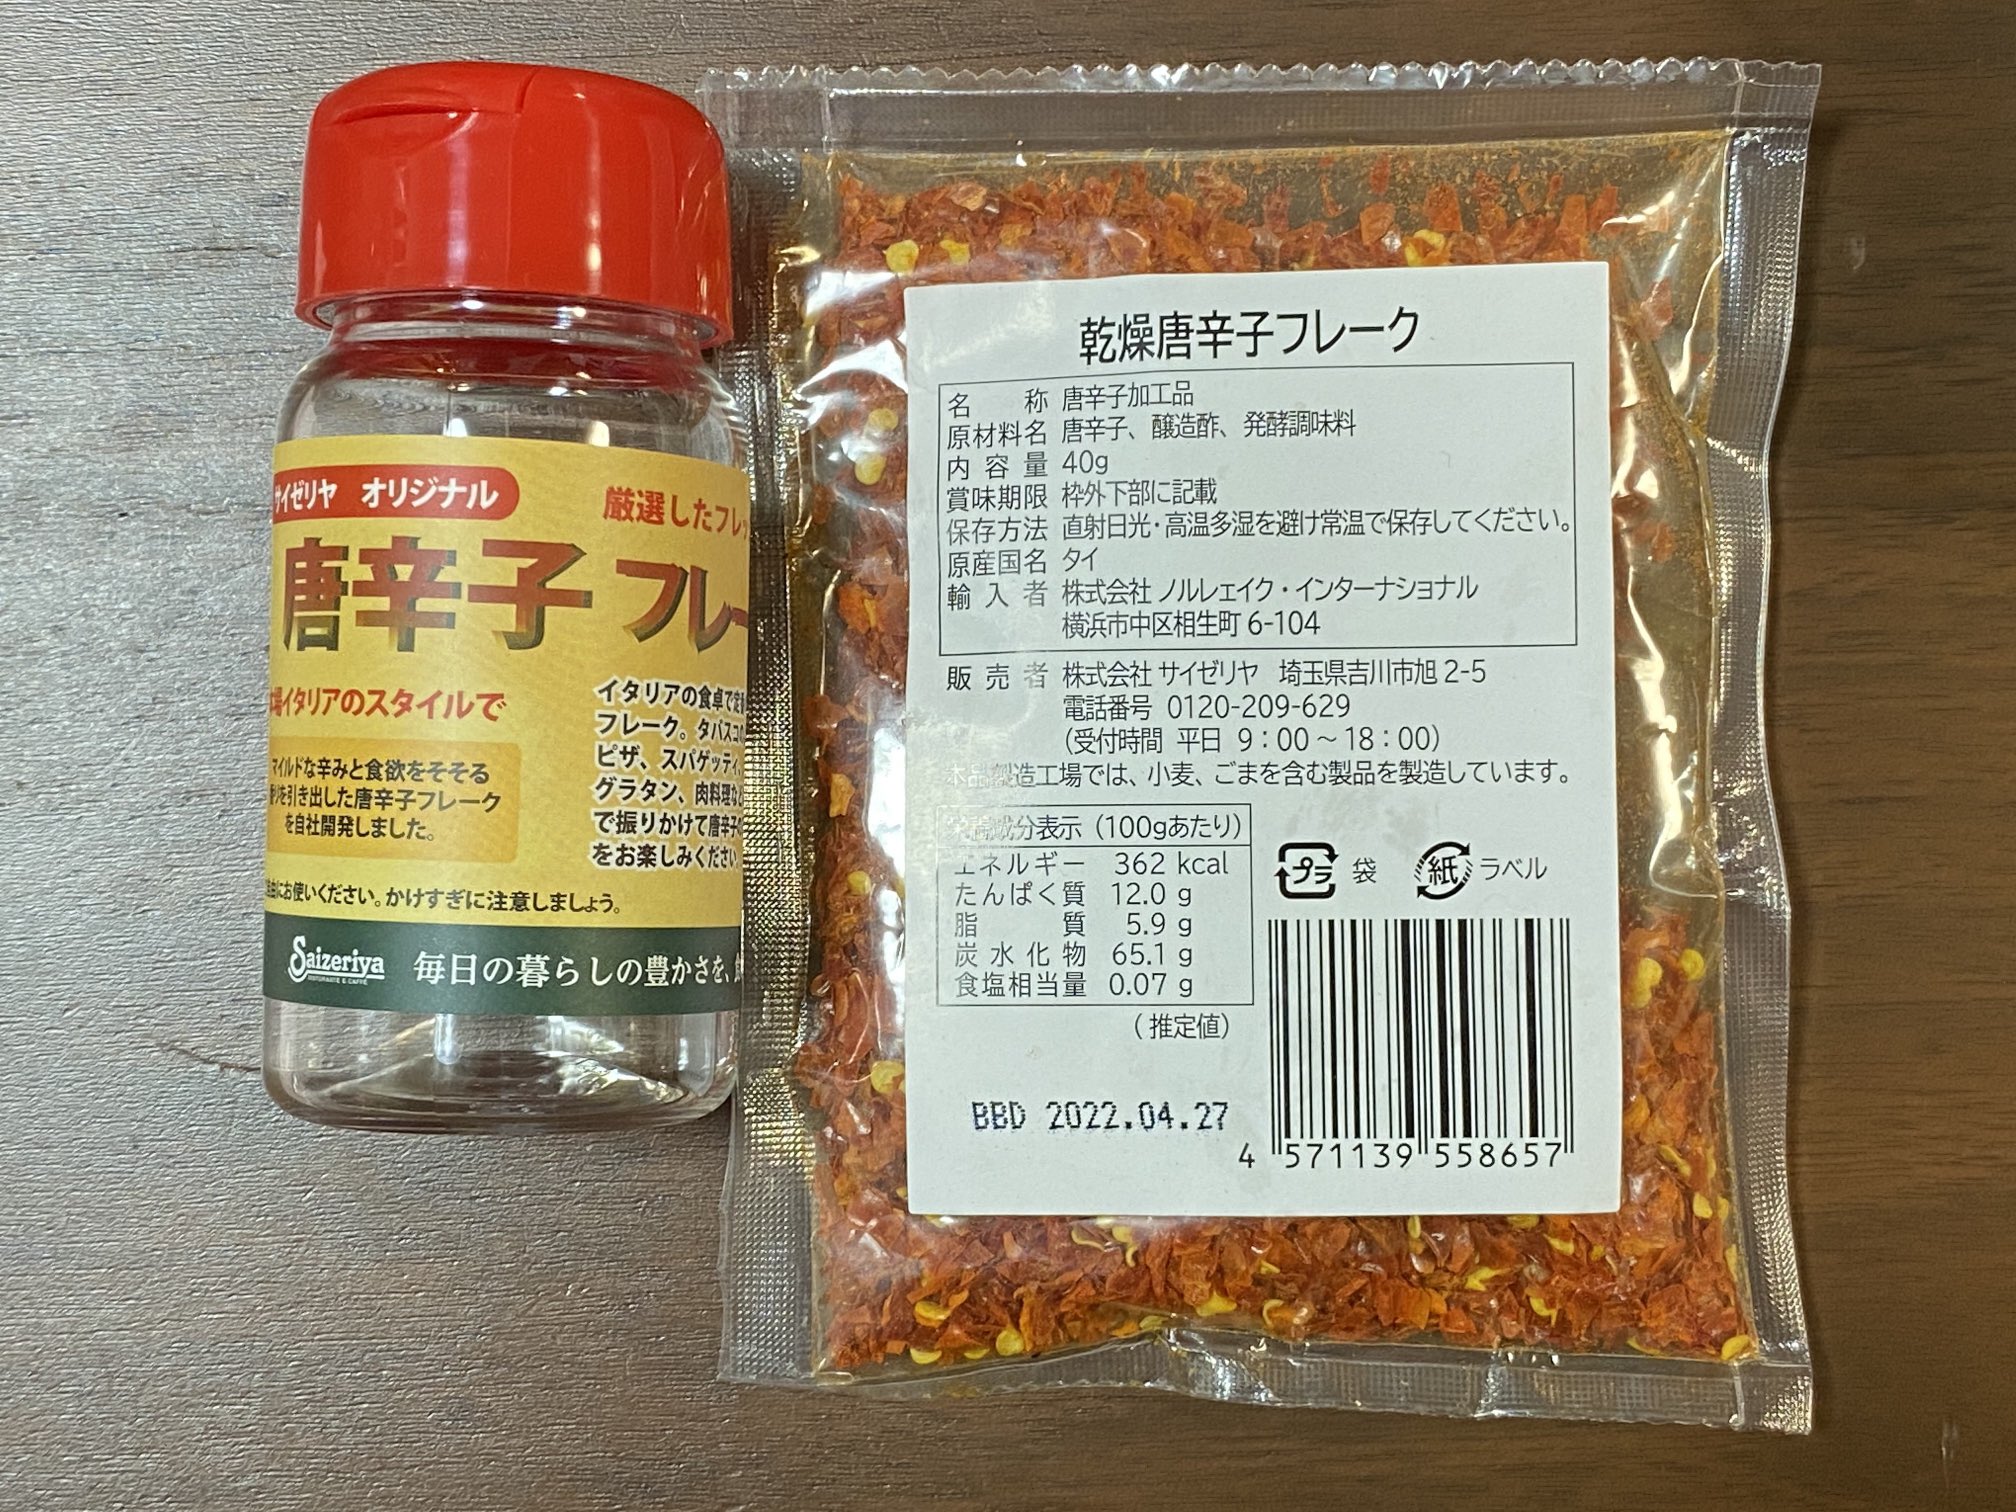 サイゼリヤ オリジナル
厳選したフレッ
唐辛子 フレー
場イタリアのスタイルで
マイルドな辛みと食欲をそそる
りを引き出した唐辛子フレーク
を自社開発しました。
イタリアの食卓で定
フレーク。タバスコの
ピザ、スパゲッティ、
グラタン、肉料理など
で振りかけて唐辛子の
をお楽しみください。
にお使いください。かけすぎに注意しましょう。
Saizeriya
RISTORANTE E CAFFÈ
毎日の暮らしの豊かさを、食
乾燥唐辛子フレーク
名称 唐辛子加工品
原材料名 唐辛子、醸造酢、発酵調味料
内容量 40g
賞味期限 枠外下部に記載
保存方法 直射日光・高温多湿を避け常温で保存してください。
原産国名 タイ
輸入者 株式会社 ノルレェイク・インターナショナル
横浜市中区相生町 6-104
販売者 株式会社 サイゼリヤ 埼玉県吉川市旭 2-5
電話番号 0120-209-629
（受付時間 平日 9：00～18：00）
本品製造工場では、小麦、ごまを含む製品を製造しています。
栄養成分表示（100gあたり）
エネルギー 362 kcal
たんぱく質 12.0 g
脂質 5.9 g
炭水化物 65.1 g
食塩相当量 0.07 g
（推定値）
プラ 袋
紙 ラベル
BBD 2022.04.27
4 571139 558657